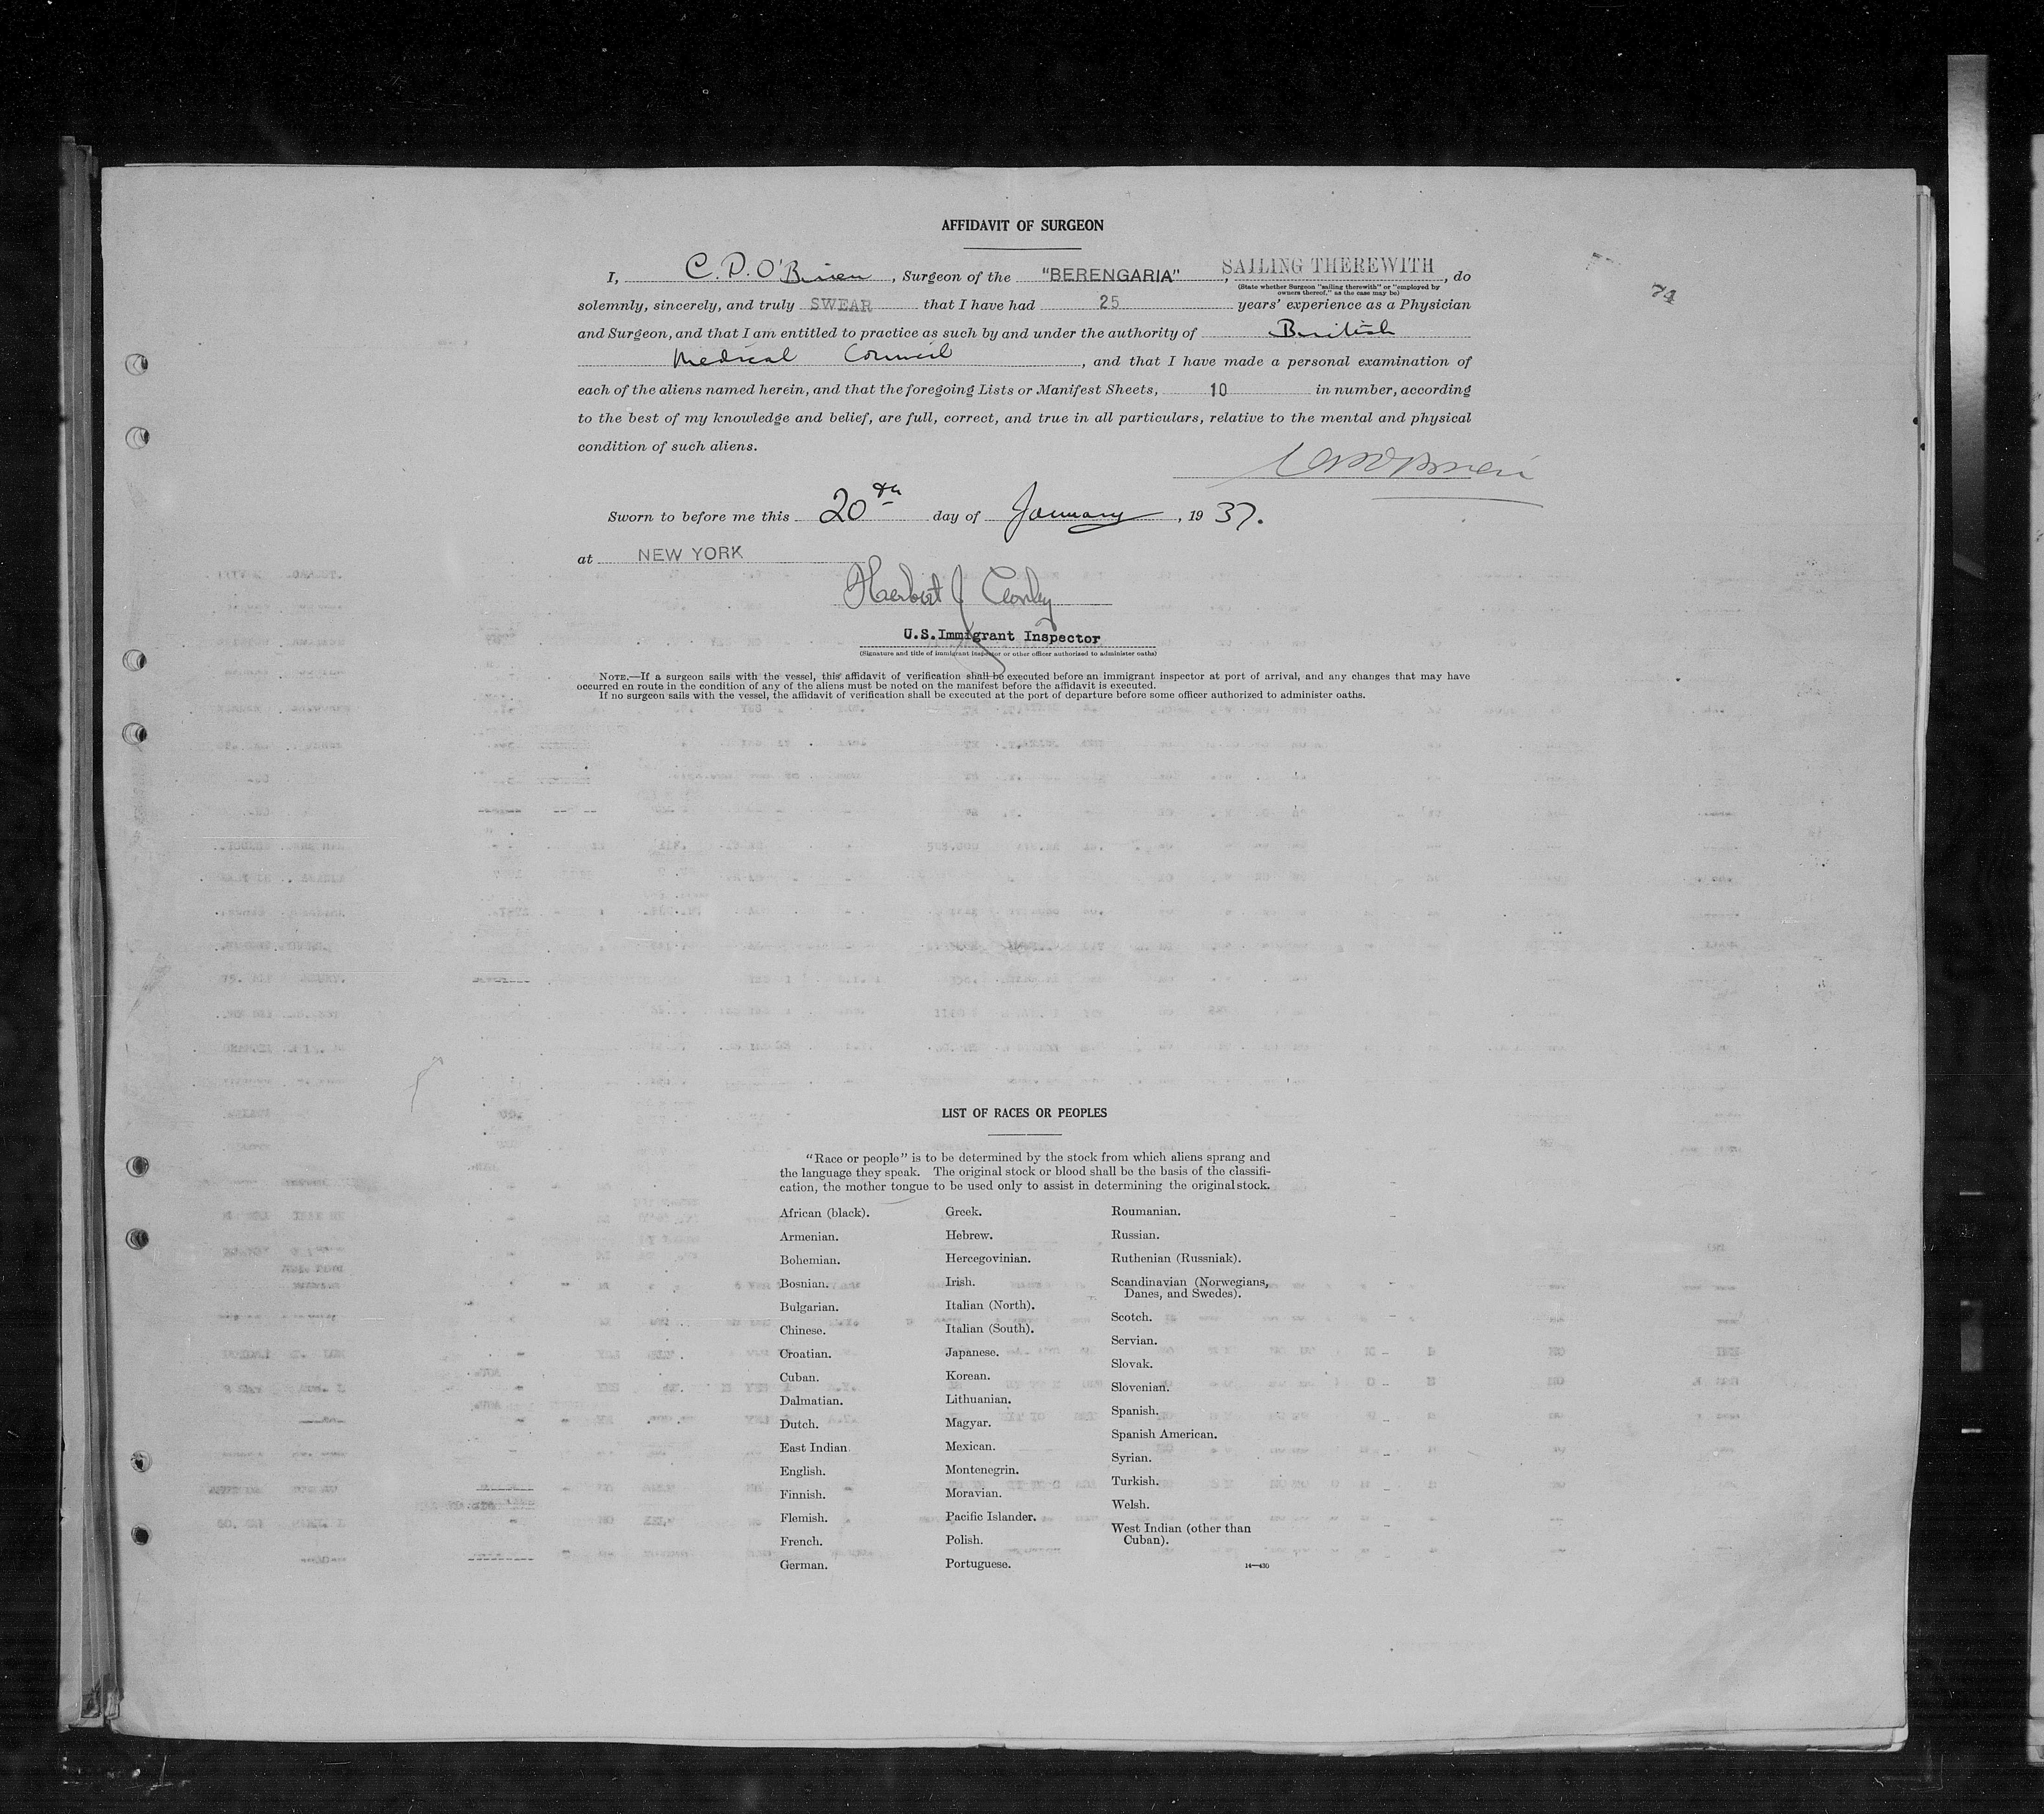 AFFIDAVIT OF SURGEON
I, C. P. O'Brien, Surgeon of the "BERENGARIA", SAILING THEREWITH, do
(State whether Surgeon "sailing therewith" or "employed by
owners thereof," as the case may be)
74
solemnly, sincerely, and truly SWEAR that I have had 25 years' experience as a Physician
and Surgeon, and that I am entitled to practice as such by and under the authority of British
Medical Council, and that I have made a personal examination of
each of the aliens named herein, and that the foregoing Lists or Manifest Sheets, 10 in number, according
to the best of my knowledge and belief, are full, correct, and true in all particulars, relative to the mental and physical
condition of such aliens.
Sworn to before me this 20th day of January, 1937.
at NEW YORK
Herbert J
U.S. Immigrant Inspector
(Signature and title of immigrant inspector or other officer authorized to administer oaths)
NOTE.—If a surgeon sails with the vessel, this affidavit of verification shall be executed before an immigrant inspector at port of arrival, and any changes that may have
occurred en route in the condition of any of the aliens must be noted on the manifest before the affidavit is executed.
If no surgeon sails with the vessel, the affidavit of verification shall be executed at the port of departure before some officer authorized to administer oaths.
LIST OF RACES OR PEOPLES
"Race or people" is to be determined by the stock from which aliens sprang and
the language they speak. The original stock or blood shall be the basis of the classifi-
cation, the mother tongue to be used only to assist in determining the original stock.
African (black).
Armenian.
Bohemian.
Bosnian.
Bulgarian.
Chinese.
Croatian.
Cuban.
Dalmatian.
Dutch.
East Indian.
English.
Finnish.
Flemish.
French.
German.
Greek.
Hebrew.
Hercegovinian.
Irish.
Italian (North).
Italian (South).
Japanese.
Korean.
Lithuanian.
Magyar.
Mexican.
Montenegrin.
Moravian.
Pacific Islander.
Polish.
Portuguese.
Roumanian.
Russian.
Ruthenian (Russniak).
Scandinavian (Norwegians,
Danes, and Swedes).
Scotch.
Servian.
Slovak.
Slovenian.
Spanish.
Spanish American.
Syrian.
Turkish.
Welsh.
West Indian (other than
Cuban).
14—430